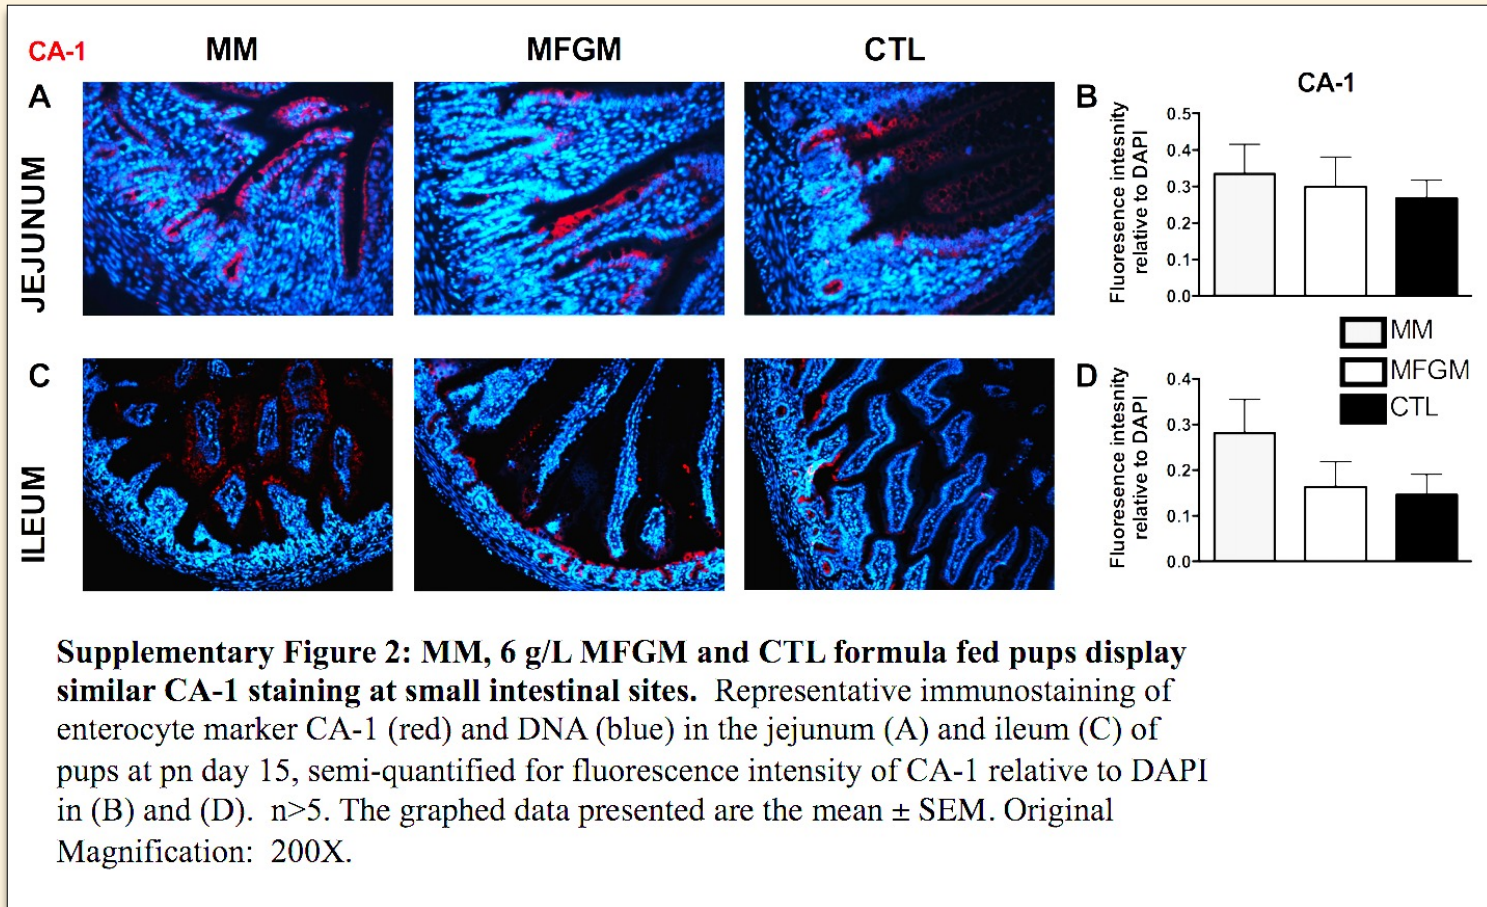 CA-1
MM
MFGM
CTL
A
JEJUNUM
B
CA-1
Fluoresence intesnity
relative to DAPI
0.5
0.4
0.3
0.2
0.1
0.0
MM
MFGM
CTL
C
ILEUM
D
Fluoresence intesnity
relative to DAPI
0.4
0.3
0.2
0.1
0.0
Supplementary Figure 2: MM, 6 g/L MFGM and CTL formula fed pups display
similar CA-1 staining at small intestinal sites. Representative immunostaining of
enterocyte marker CA-1 (red) and DNA (blue) in the jejunum (A) and ileum (C) of
pups at pn day 15, semi-quantified for fluorescence intensity of CA-1 relative to DAPI
in (B) and (D). n>5. The graphed data presented are the mean ± SEM. Original
Magnification: 200X.